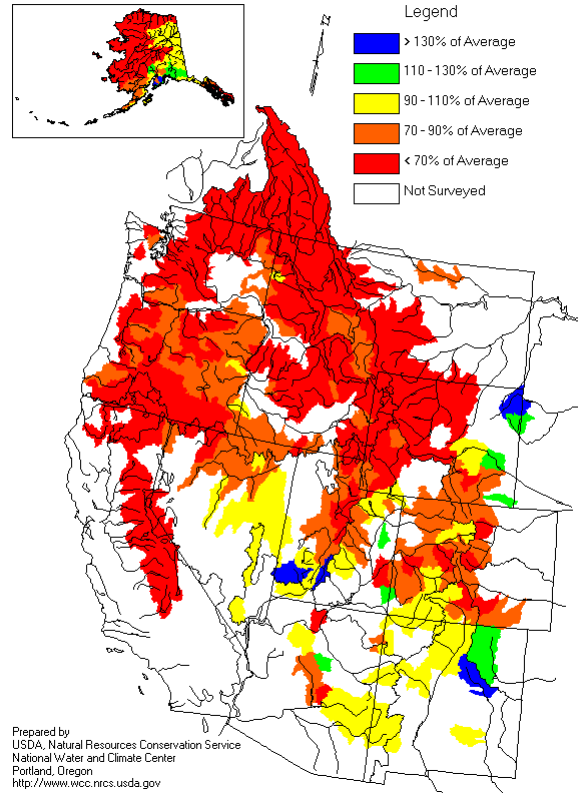 N
Legend
> 130% of Average
110 - 130% of Average
90 - 110% of Average
70 - 90% of Average
< 70% of Average
Not Surveyed
Prepared by
USDA, Natural Resources Conservation Service
National Water and Climate Center
Portland, Oregon
http://www.wcc.nrcs.usda.gov